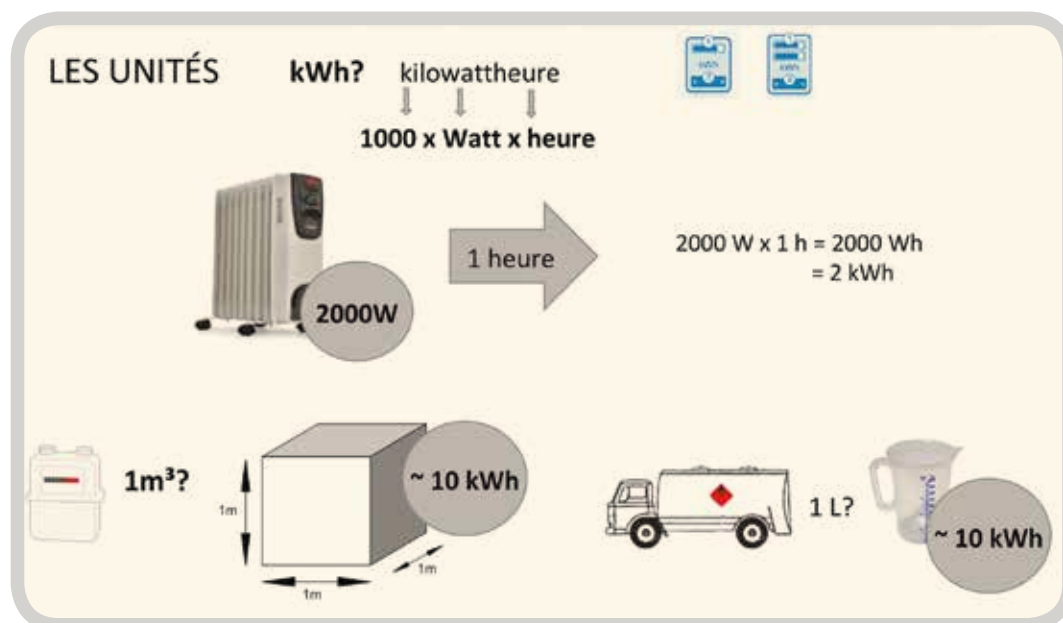 LES UNITÉS
kWh? kilowattheure
1000 x Watt x heure
2000W
1 heure
2000 W x 1 h = 2000 Wh
= 2 kWh
1m³?
1m
1m
1m
~ 10 kWh
1 L?
~ 10 kWh